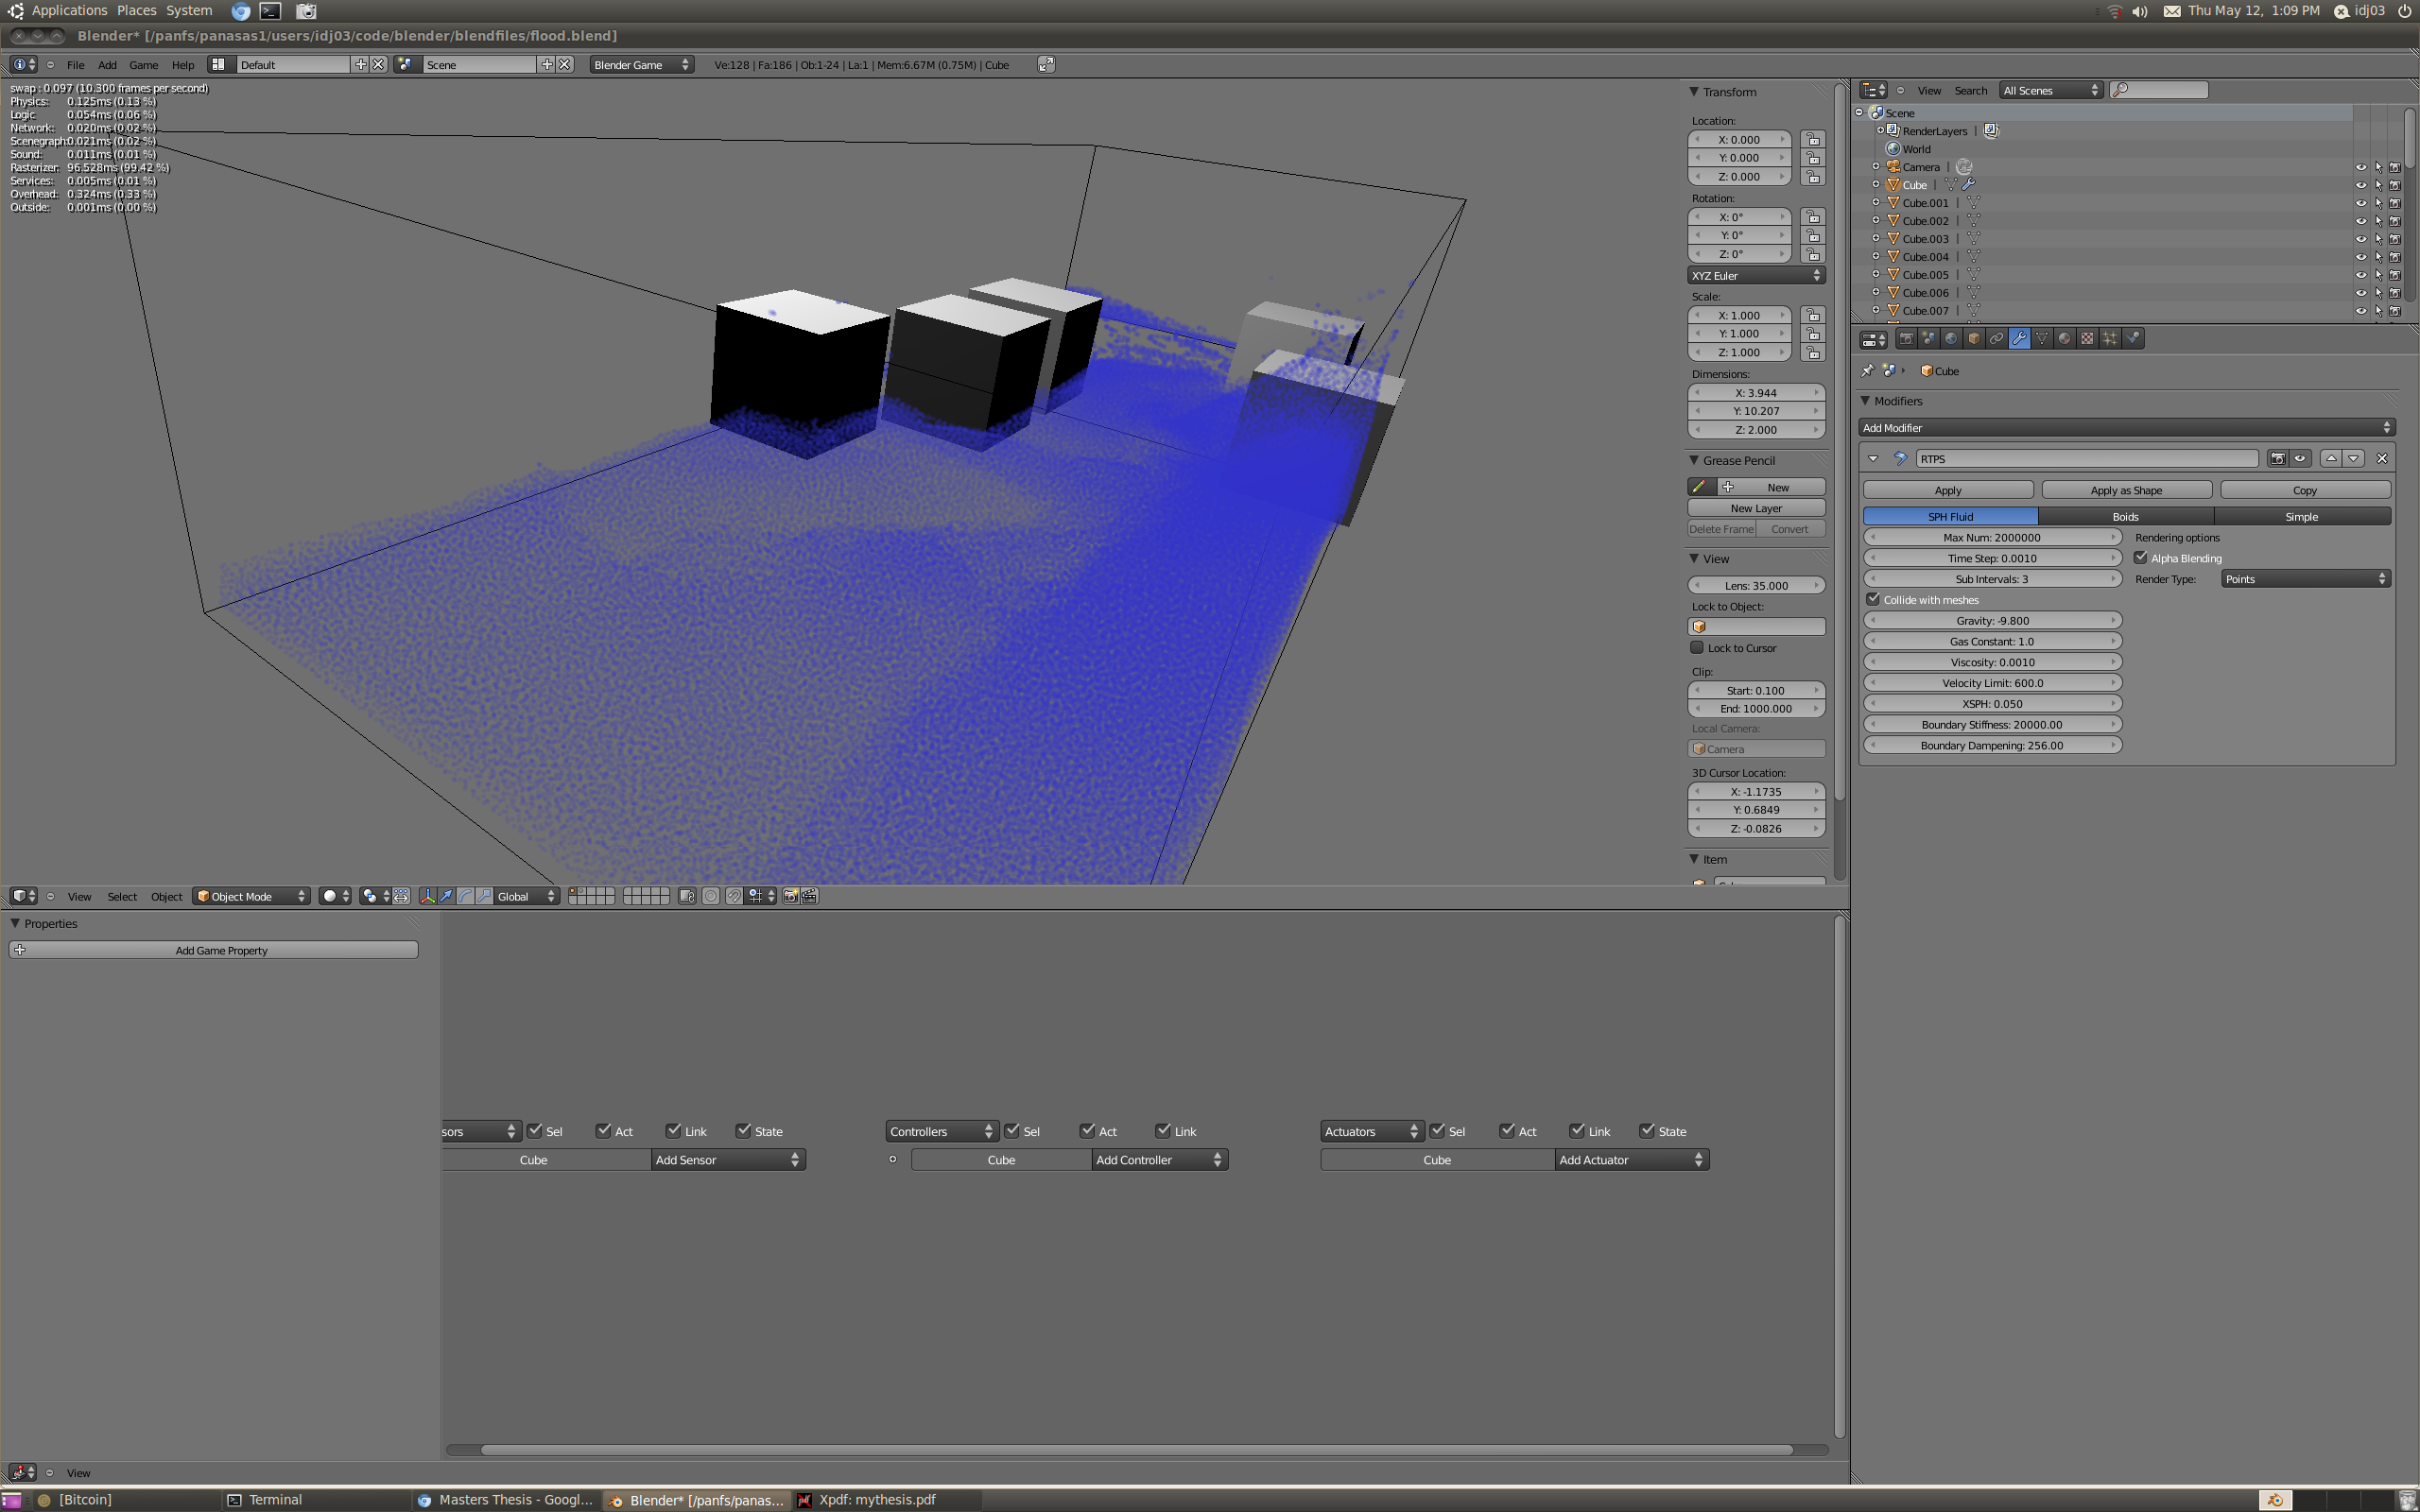 Applications Places System
Thu May 12, 1:09 PM idj03
Blender* [/panfs/panasas1/users/idj03/code/blender/blendfiles/flood.blend]
File Add Game Help Default Scene Blender Game Ve:128 | Fa:186 | Ob:1-24 | La:1 | Mem:6.67M (0.75M) | Cube
swap : 0.097 (10.300 frames per second)
Physics: 0.125ms (0.13 %)
Logic: 0.054ms (0.06 %)
Network: 0.020ms (0.02 %)
Scenegraph: 0.021ms (0.02 %)
Sound: 0.011ms (0.01 %)
Rasterizer: 96.528ms (99.42 %)
Services: 0.005ms (0.01 %)
Overhead: 0.324ms (0.33 %)
Outside: 0.001ms (0.00 %)
Transform
Location:
X: 0.000
Y: 0.000
Z: 0.000
Rotation:
X: 0°
Y: 0°
Z: 0°
XYZ Euler
Scale:
X: 1.000
Y: 1.000
Z: 1.000
Dimensions:
X: 3.944
Y: 10.207
Z: 2.000
Grease Pencil
New
New Layer
Delete Frame Convert
View
Lens: 35.000
Lock to Object:
Lock to Cursor
Clip:
Start: 0.100
End: 1000.000
Local Camera:
Camera
3D Cursor Location:
X: -1.1735
Y: 0.6849
Z: -0.0826
Item
View Search All Scenes
Scene
RenderLayers |
World
Camera |
Cube |
Cube.001 |
Cube.002 |
Cube.003 |
Cube.004 |
Cube.005 |
Cube.006 |
Cube.007 |
Cube
Modifiers
Add Modifier
RTPS
Apply Apply as Shape Copy
SPH Fluid Boids Simple
Max Num: 2000000 Rendering options
Time Step: 0.0010 Alpha Blending
Sub Intervals: 3 Render Type: Points
Collide with meshes
Gravity: -9.800
Gas Constant: 1.0
Viscosity: 0.0010
Velocity Limit: 600.0
XSPH: 0.050
Boundary Stiffness: 20000.00
Boundary Dampening: 256.00
View Select Object Object Mode Global
Properties
Add Game Property
sors Sel Act Link State Controllers Sel Act Link Actuators Sel Act Link State
Cube Add Sensor Cube Add Controller Cube Add Actuator
View
[Bitcoin] Terminal Masters Thesis - Googl... Blender* [/panfs/panas... Xpdf: mythesis.pdf